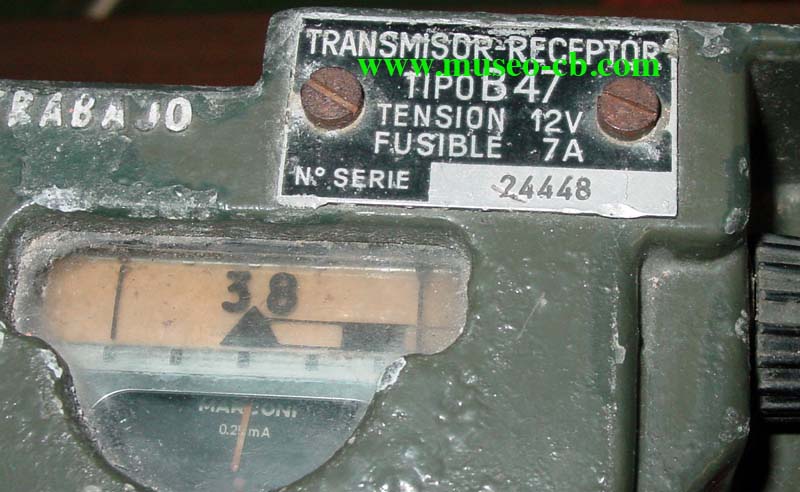 TRANSMISOR-RECEPTOR
www.museo-cb.com
TIPO B 47
TENSION 12V
FUSIBLE 7A
Nº SERIE 24448
TRABAJO
38
MARCONI
0.25mA